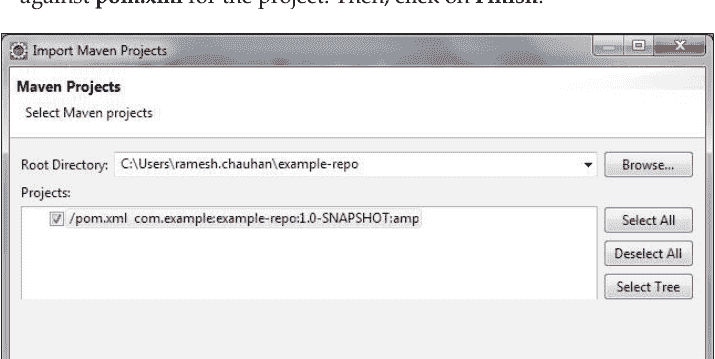 against pom.xml for the project. Then, click on Finish.
Import Maven Projects
Maven Projects
Select Maven projects
Root Directory: C:\Users\ramesh.chauhan\example-repo Browse...
Projects:
/pom.xml com.example:example-repo:1.0-SNAPSHOT:amp
Select All
Deselect All
Select Tree